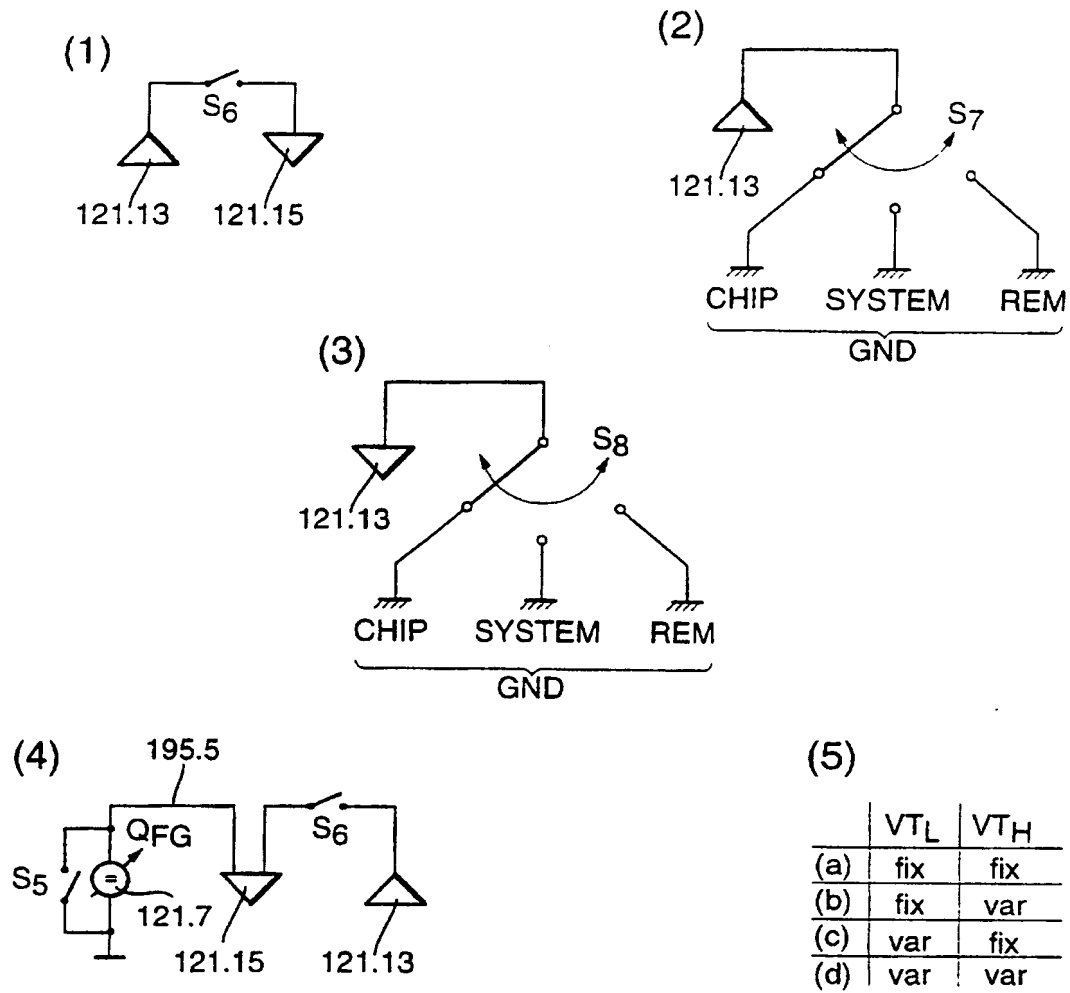 (1)
S6
121.13 121.15
(2)
S7
121.13
CHIP SYSTEM REM
GND
(3)
S8
121.13
CHIP SYSTEM REM
GND
(4)
195.5
QFG
S6
S5
=
121.7
121.15 121.13
(5)
VTL VTH
(a) fix fix
(b) fix var
(c) var fix
(d) var var